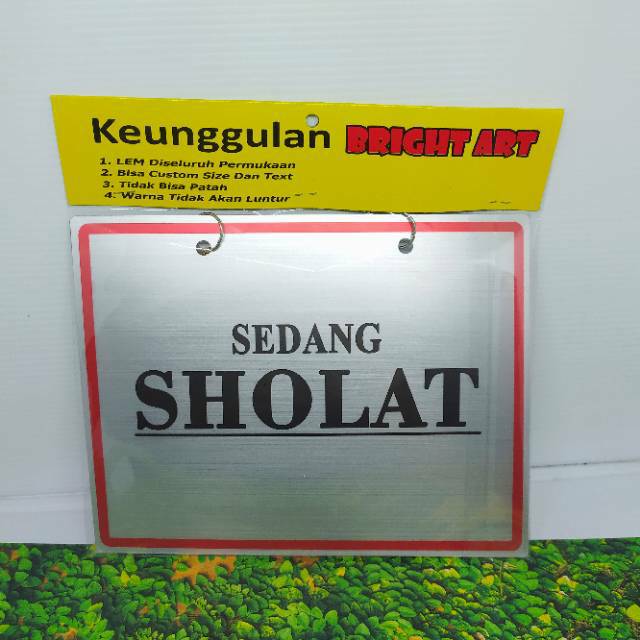 Keunggulan BRIGHT ART
1. LEM Diseluruh Permukaan
2. Bisa Custom Size Dan Text
3. Tidak Bisa Patah
4. Warna Tidak Akan Luntur
SEDANG
SHOLAT